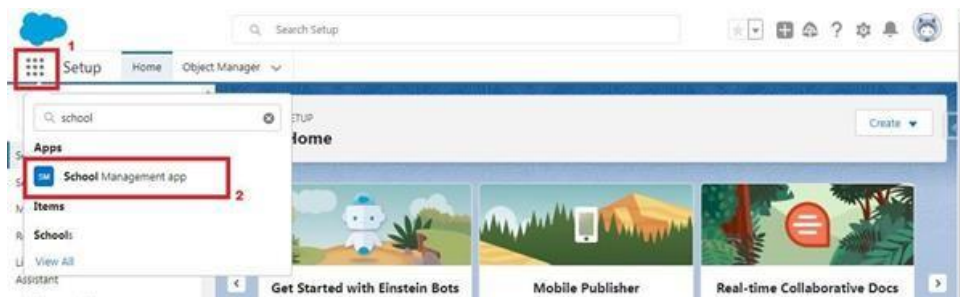 Search Setup
1
Setup Home Object Manager
school
SETUP
Home
Create
Apps
SM School Management app
2
Items
Schools
View All
Assistant
Get Started with Einstein Bots
Mobile Publisher
Real-time Collaborative Docs